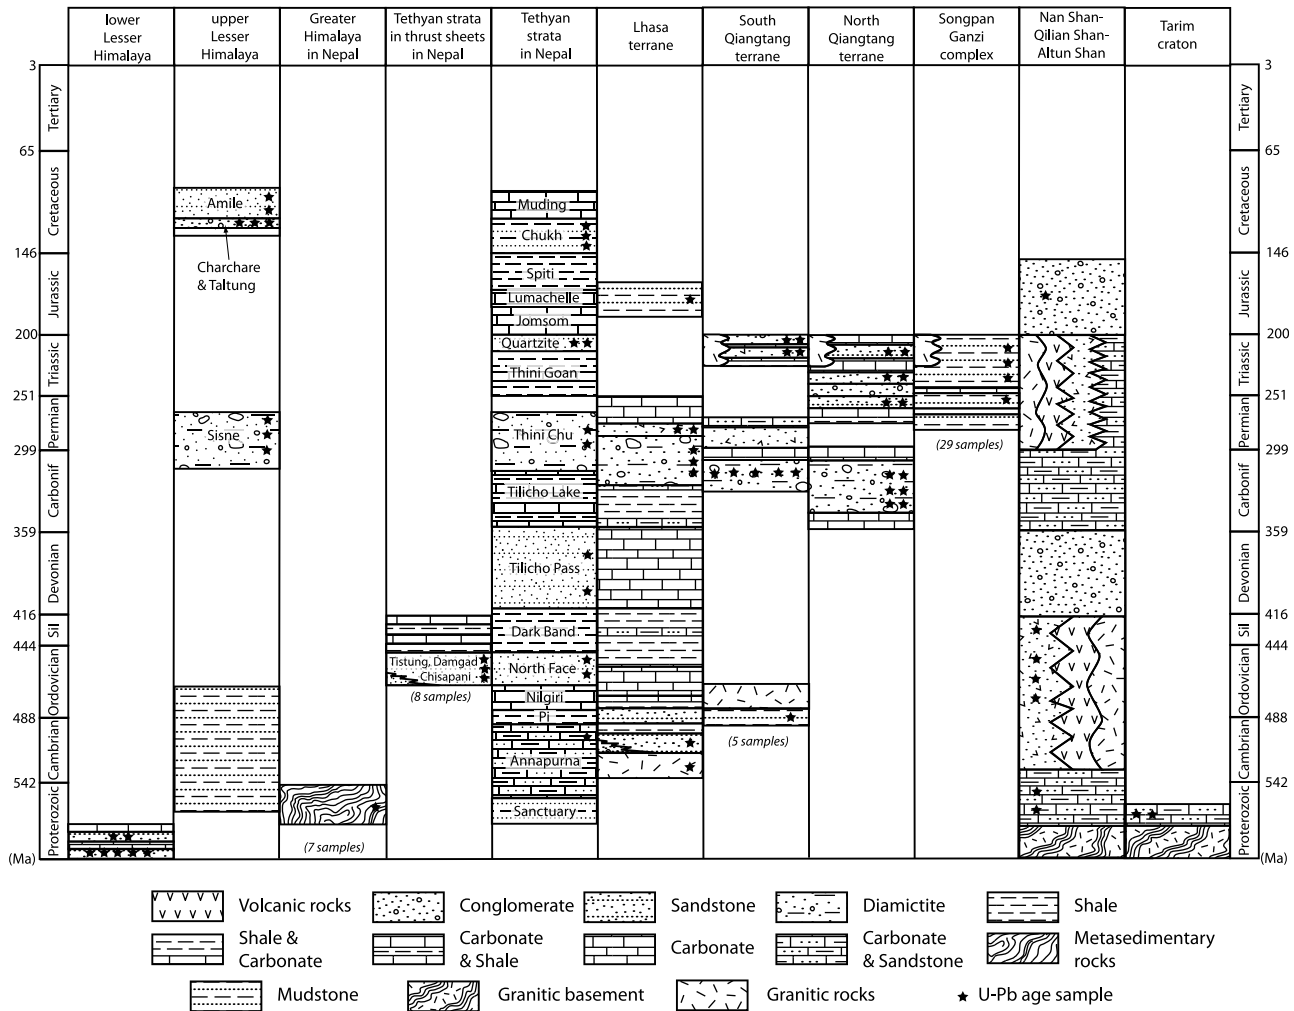 lower
Lesser
Himalaya
upper
Lesser
Himalaya
Greater
Himalaya
in Nepal
Tethyan strata
in thrust sheets
in Nepal
Tethyan
strata
in Nepal
Lhasa
terrane
South
Qiangtang
terrane
North
Qiangtang
terrane
Songpan
Ganzi
complex
Nan Shan-
Qilian Shan-
Altun Shan
Tarim
craton
3
65
146
200
251
299
359
416
444
488
542
(Ma)
Tertiary
Cretaceous
Jurassic
Triassic
Permian
Carbonif
Devonian
Sil
Ordovician
Cambrian
Proterozoic
Amile
Charchare
& Taltung
Sisne
(7 samples)
Tistung, Damgad
Chisapani
(8 samples)
Muding
Chukh
Spiti
Lumachelle
Jomsom
Quartzite
Thini Goan
Thini Chu
Tilicho Lake
Tilicho Pass
Dark Band
North Face
Nilgiri
Pi
Annapurna
Sanctuary
(5 samples)
(29 samples)
Tertiary
Cretaceous
Jurassic
Triassic
Permian
Carbonif
Devonian
Sil
Ordovician
Cambrian
Proterozoic
3
65
146
200
251
299
359
416
444
488
542
(Ma)
Volcanic rocks
Conglomerate
Sandstone
Diamictite
Shale
Shale &
Carbonate
Carbonate
& Shale
Carbonate
Carbonate
& Sandstone
Metasedimentary
rocks
Mudstone
Granitic basement
Granitic rocks
U-Pb age sample